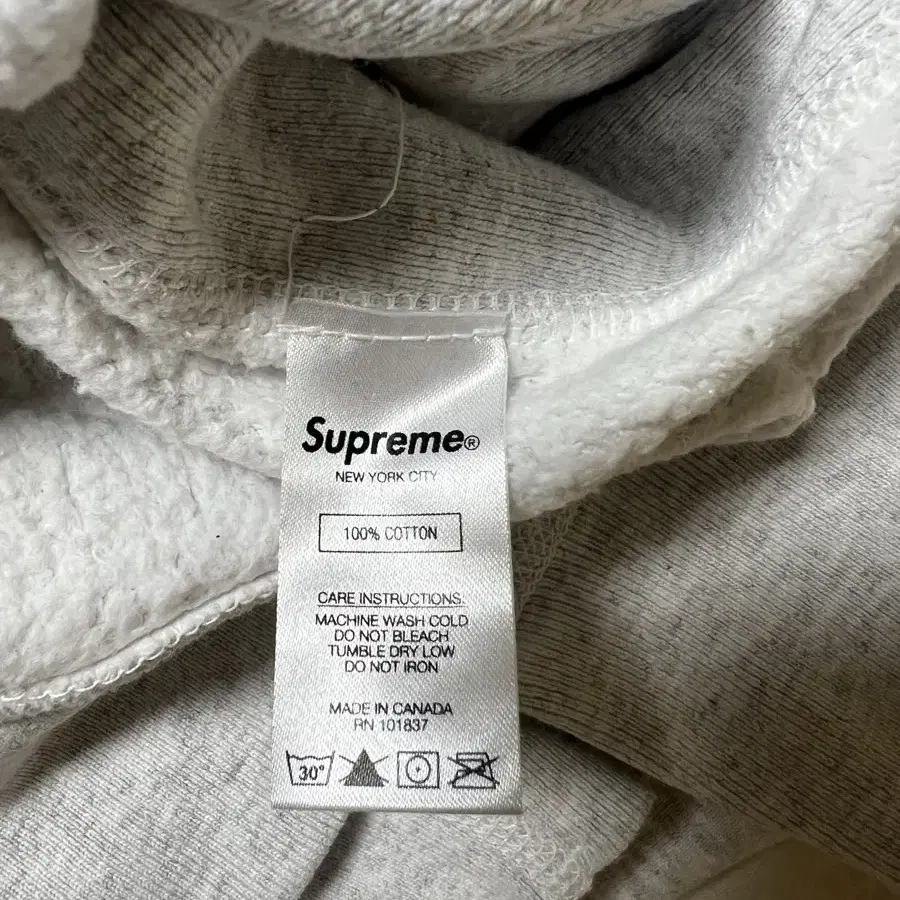 Supreme®
NEW YORK CITY
100% COTTON
CARE INSTRUCTIONS:
MACHINE WASH COLD
DO NOT BLEACH
TUMBLE DRY LOW
DO NOT IRON
MADE IN CANADA
RN 101837
30°